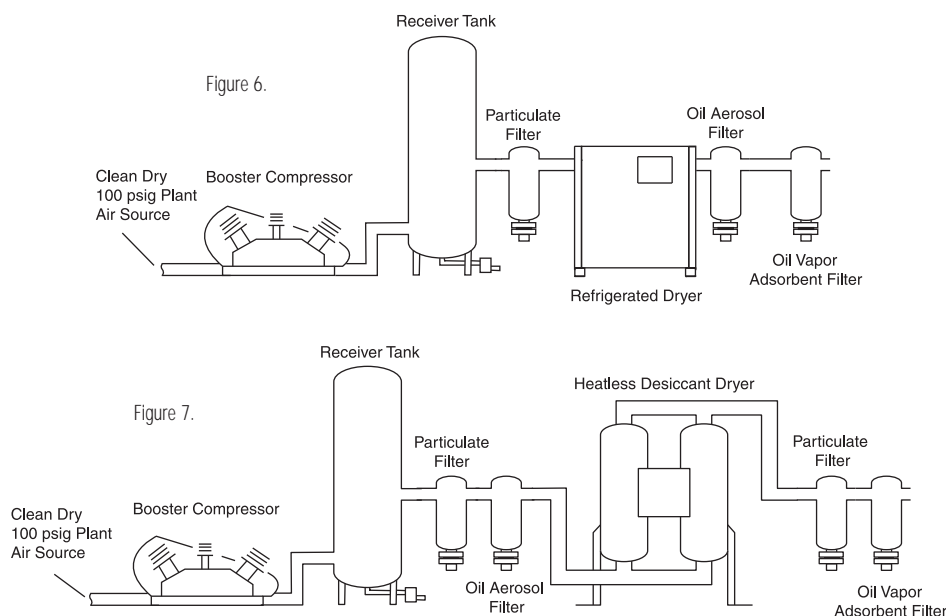 Receiver Tank
Figure 6.
Particulate
Filter
Oil Aerosol
Filter
Clean Dry
100 psig Plant
Air Source
Booster Compressor
Oil Vapor
Adsorbent Filter
Refrigerated Dryer
Receiver Tank
Heatless Desiccant Dryer
Figure 7.
Particulate
Filter
Particulate
Filter
Clean Dry
100 psig Plant
Air Source
Booster Compressor
Oil Aerosol
Filter
Oil Vapor
Adsorbent Filter